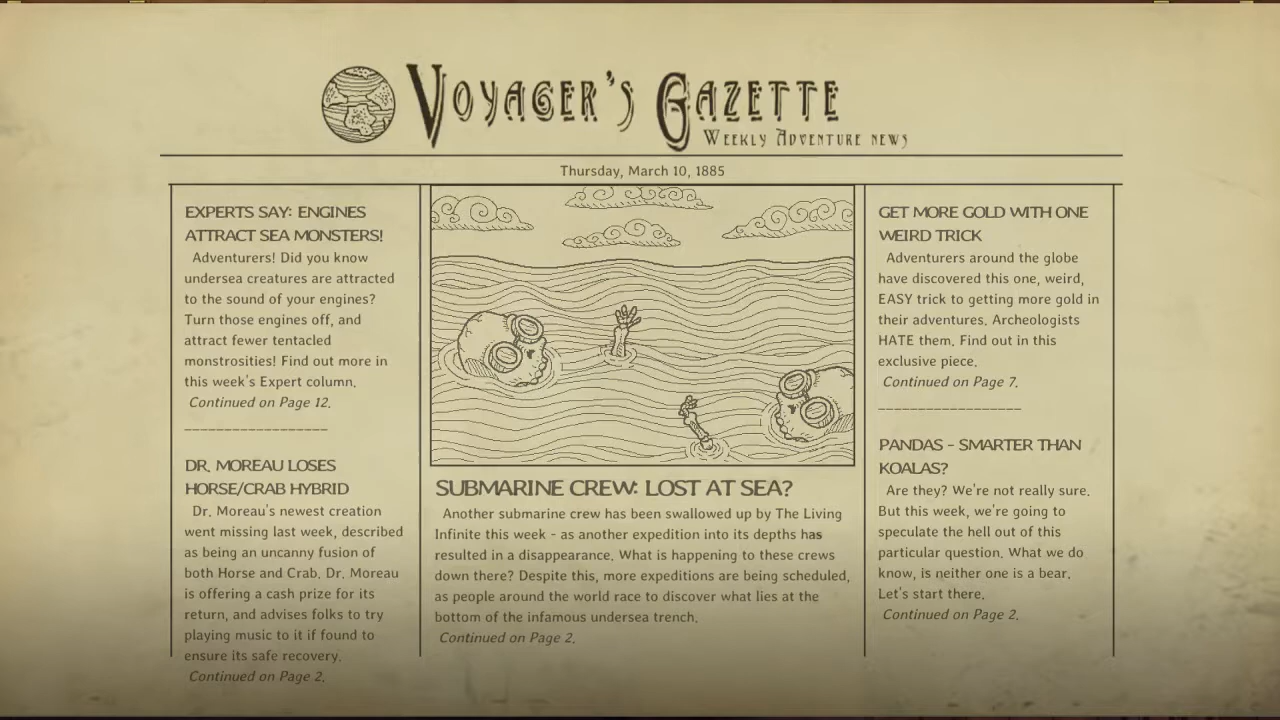 VOYAGER'S GAZETTE
WEEKLY ADVENTURE NEWS
Thursday, March 10, 1885
EXPERTS SAY: ENGINES
ATTRACT SEA MONSTERS!
Adventurers! Did you know
undersea creatures are attracted
to the sound of your engines?
Turn those engines off, and
attract fewer tentacled
monstrosities! Find out more in
this week's Expert column.
Continued on Page 12.
__________________
DR. MOREAU LOSES
HORSE/CRAB HYBRID
Dr. Moreau's newest creation
went missing last week, described
as being an uncanny fusion of
both Horse and Crab. Dr. Moreau
is offering a cash prize for its
return, and advises folks to try
playing music to it if found to
ensure its safe recovery.
Continued on Page 2.
SUBMARINE CREW: LOST AT SEA?
Another submarine crew has been swallowed up by The Living
Infinite this week - as another expedition into its depths has
resulted in a disappearance. What is happening to these crews
down there? Despite this, more expeditions are being scheduled,
as people around the world race to discover what lies at the
bottom of the infamous undersea trench.
Continued on Page 2.
GET MORE GOLD WITH ONE
WEIRD TRICK
Adventurers around the globe
have discovered this one, weird,
EASY trick to getting more gold in
their adventures. Archeologists
HATE them. Find out in this
exclusive piece.
Continued on Page 7.
__________________
PANDAS - SMARTER THAN
KOALAS?
Are they? We're not really sure.
But this week, we're going to
speculate the hell out of this
particular question. What we do
know, is neither one is a bear.
Let's start there.
Continued on Page 2.